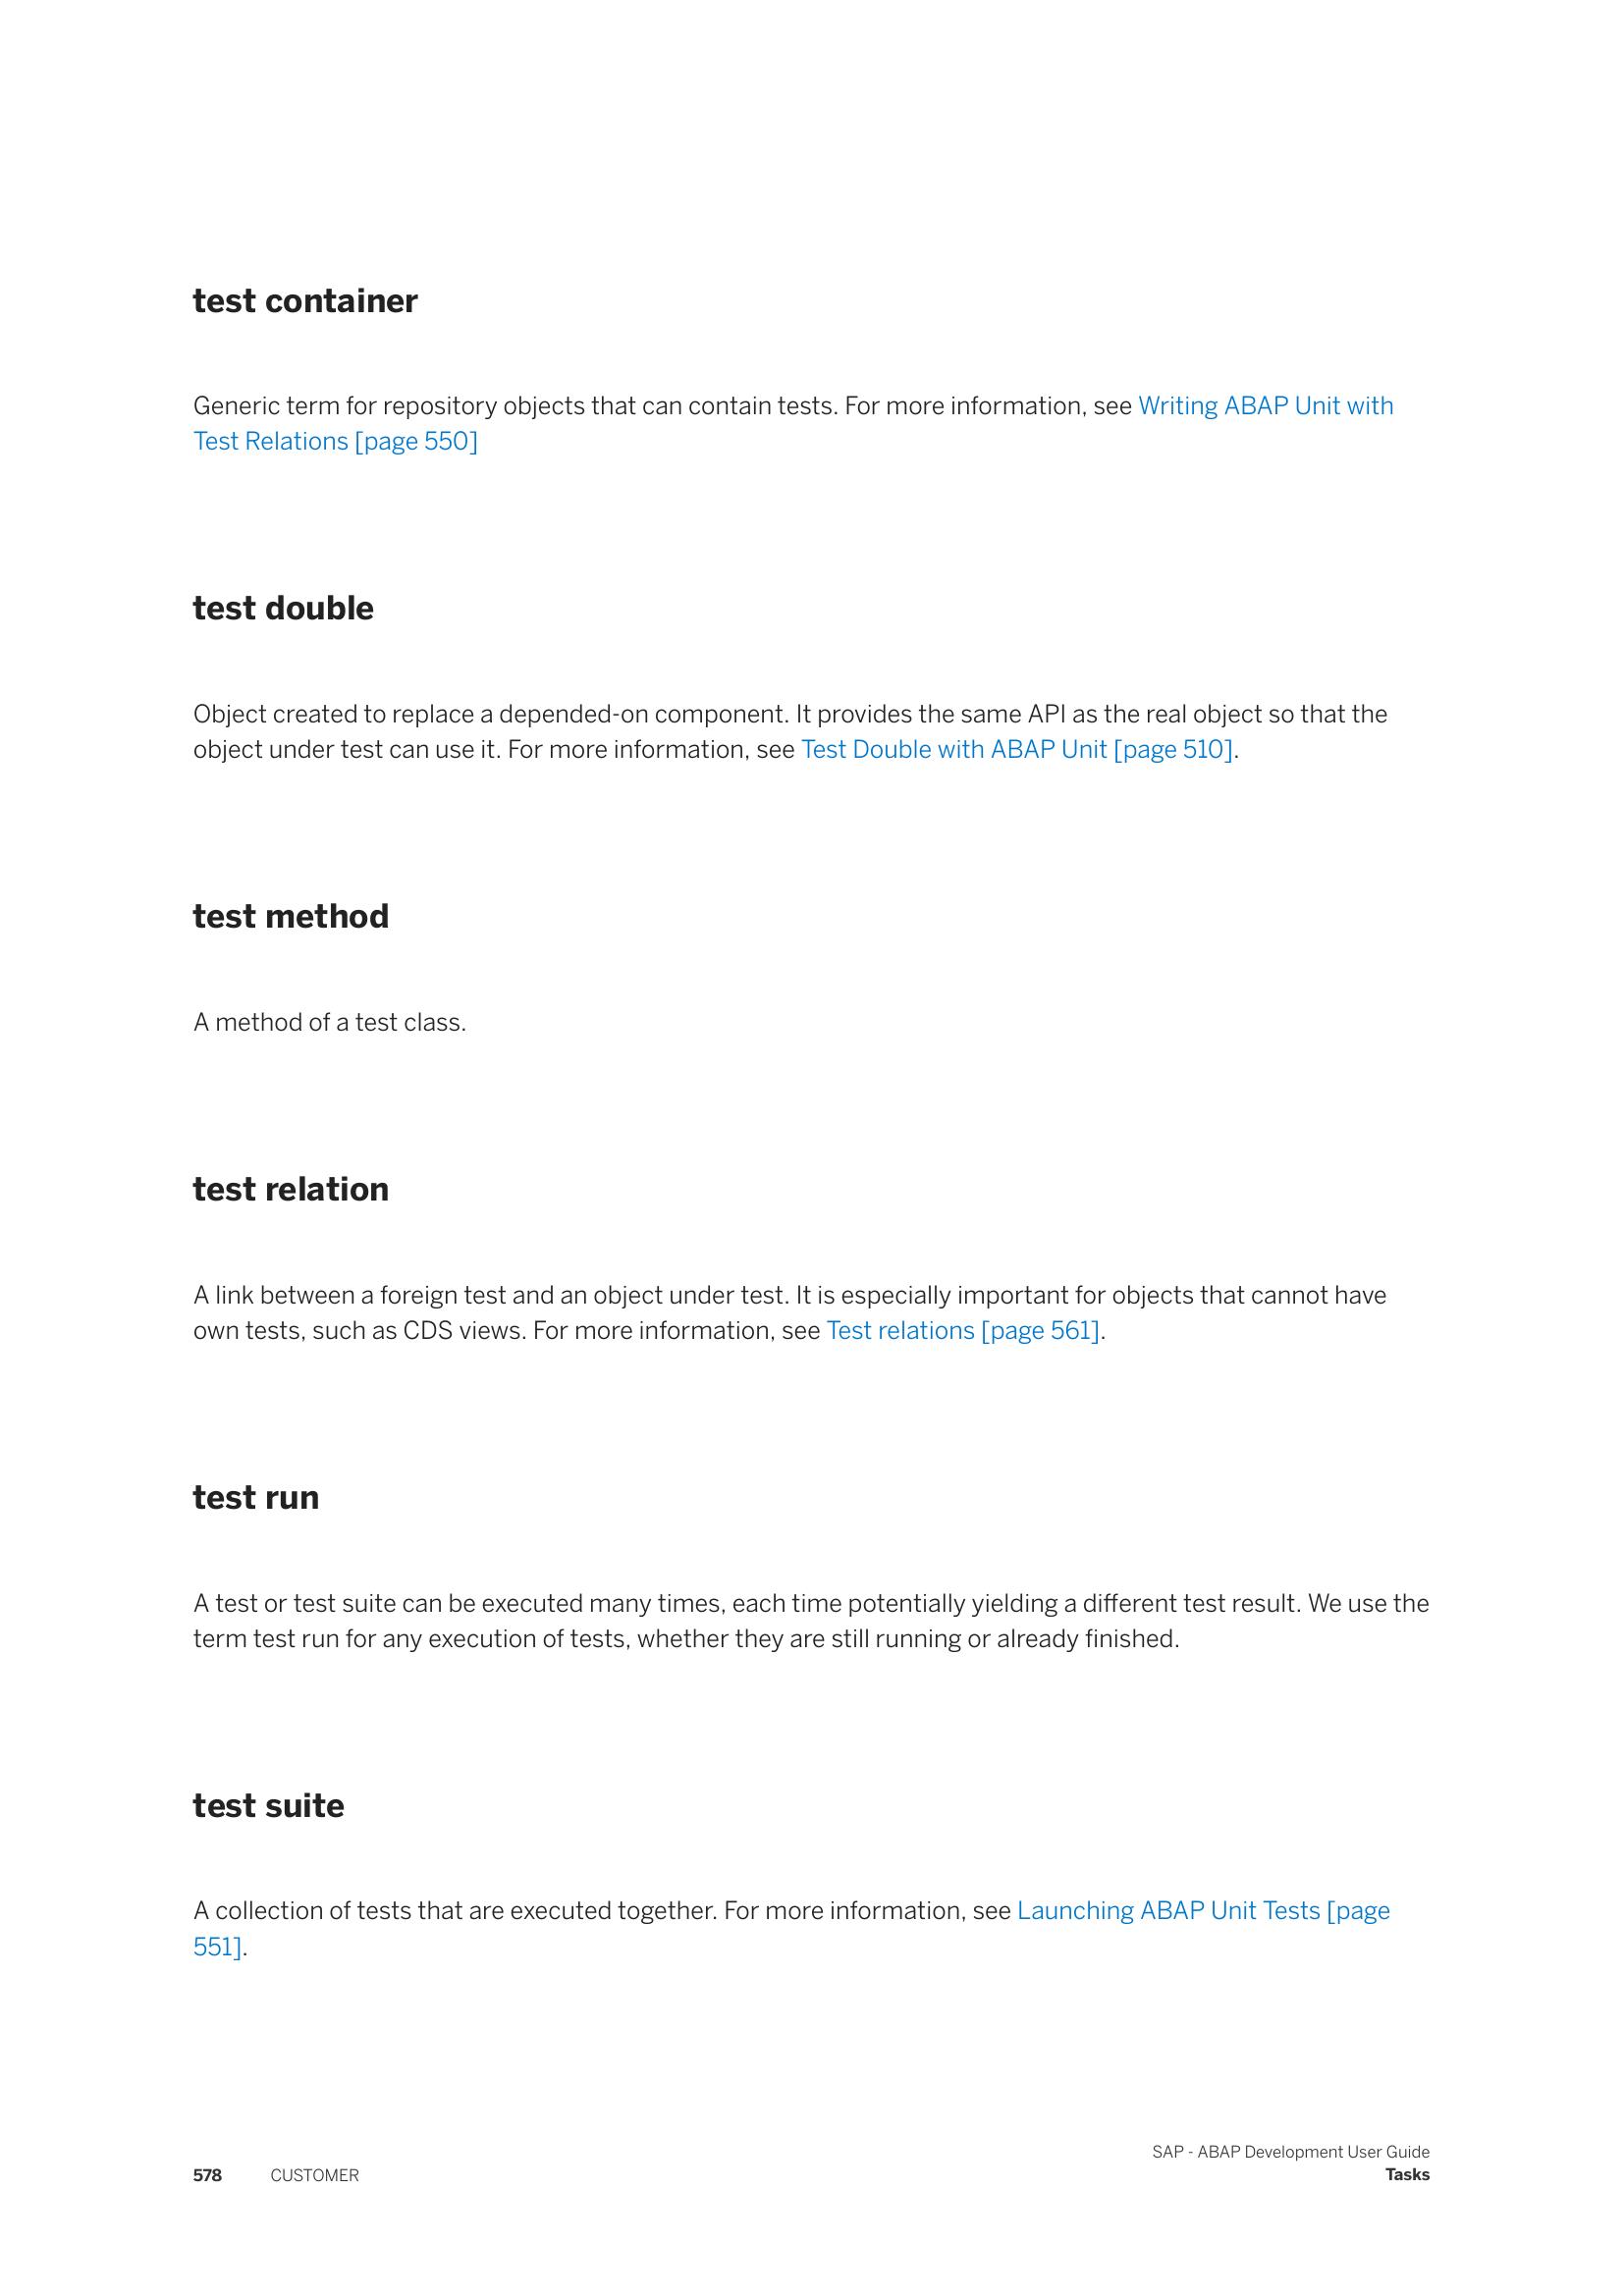 test container
Generic term for repository objects that can contain tests. For more information, see Writing ABAP Unit with
Test Relations [page 550]
test double
Object created to replace a depended-on component. It provides the same API as the real object so that the
object under test can use it. For more information, see Test Double with ABAP Unit [page 510].
test method
A method of a test class.
test relation
A link between a foreign test and an object under test. It is especially important for objects that cannot have
own tests, such as CDS views. For more information, see Test relations [page 561].
test run
A test or test suite can be executed many times, each time potentially yielding a different test result. We use the
term test run for any execution of tests, whether they are still running or already finished.
test suite
A collection of tests that are executed together. For more information, see Launching ABAP Unit Tests [page
551].
SAP - ABAP Development User Guide
578 CUSTOMER Tasks